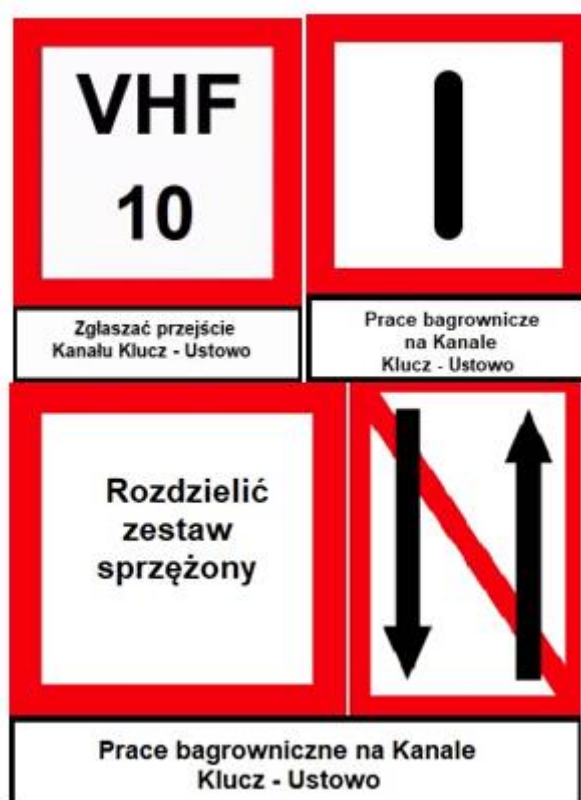 VHF
10
Zgłaszać przejście
Kanału Klucz - Ustowo
Prace bagrownicze
na Kanale
Klucz - Ustowo
Rozdzielić
zestaw
sprzężony
Prace bagrowniczne na Kanale
Klucz - Ustowo